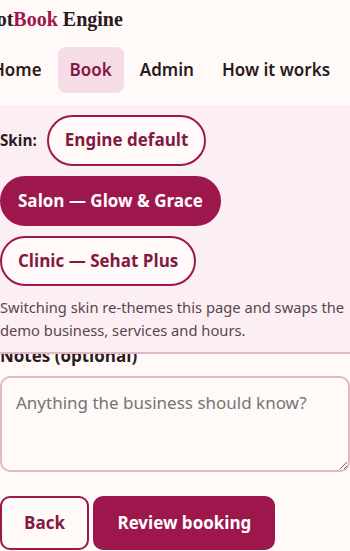 otBook Engine
Home Book Admin How it works
Skin: Engine default
Salon — Glow & Grace
Clinic — Sehat Plus
Switching skin re-themes this page and swaps the
demo business, services and hours.
Notes (optional)
Anything the business should know?
Back Review booking